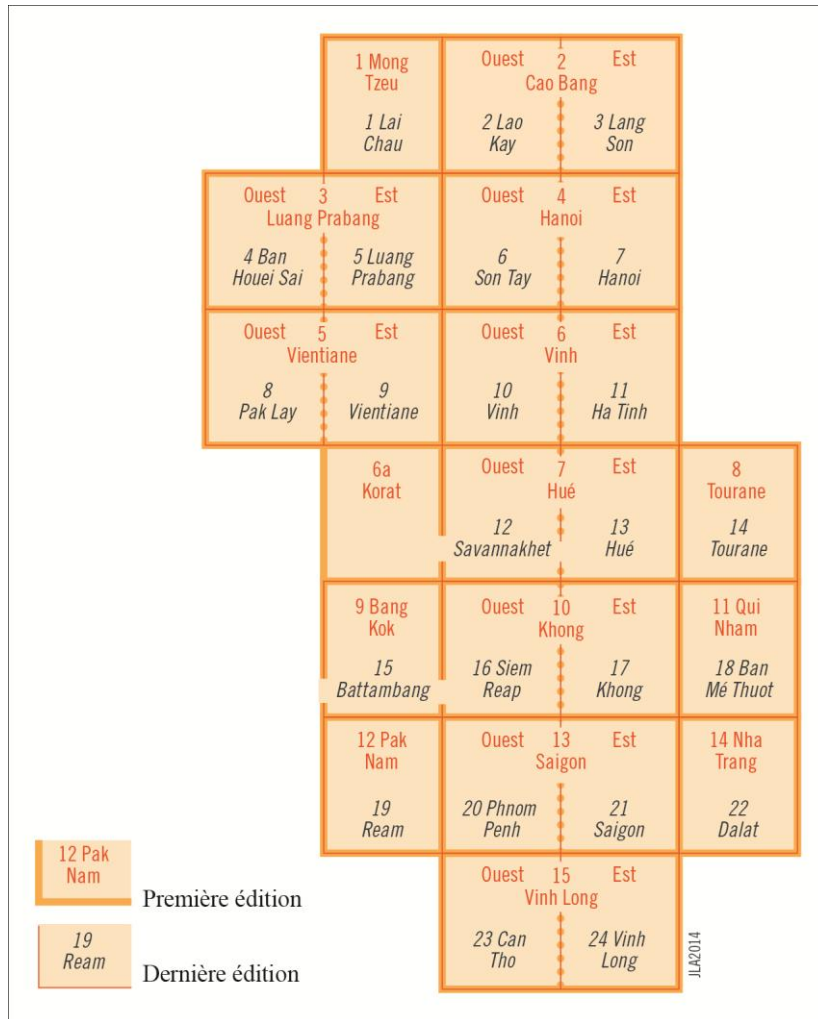 1 Mong
Tzeu
1 Lai
Chau
Ouest 2 Est
Cao Bang
2 Lao
Kay
3 Lang
Son
Ouest 3 Est
Luang Prabang
4 Ban
Houei Sai
5 Luang
Prabang
Ouest 4 Est
Hanoi
6
Son Tay
7
Hanoi
Ouest 5 Est
Vientiane
8
Pak Lay
9
Vientiane
Ouest 6 Est
Vinh
10
Vinh
11
Ha Tinh
6a
Korat
Ouest 7 Est
Hué
12
Savannakhet
13
Hué
8
Tourane
14
Tourane
9 Bang
Kok
15
Battambang
Ouest 10 Est
Khong
16 Siem
Reap
17
Khong
11 Qui
Nham
18 Ban
Mé Thuot
12 Pak
Nam
19
Ream
Ouest 13 Est
Saigon
20 Phnom
Penh
21
Saigon
14 Nha
Trang
22
Dalat
Ouest 15 Est
Vinh Long
23 Can
Tho
24 Vinh
Long
12 Pak
Nam
Première édition
19
Ream
Dernière édition
JLA2014